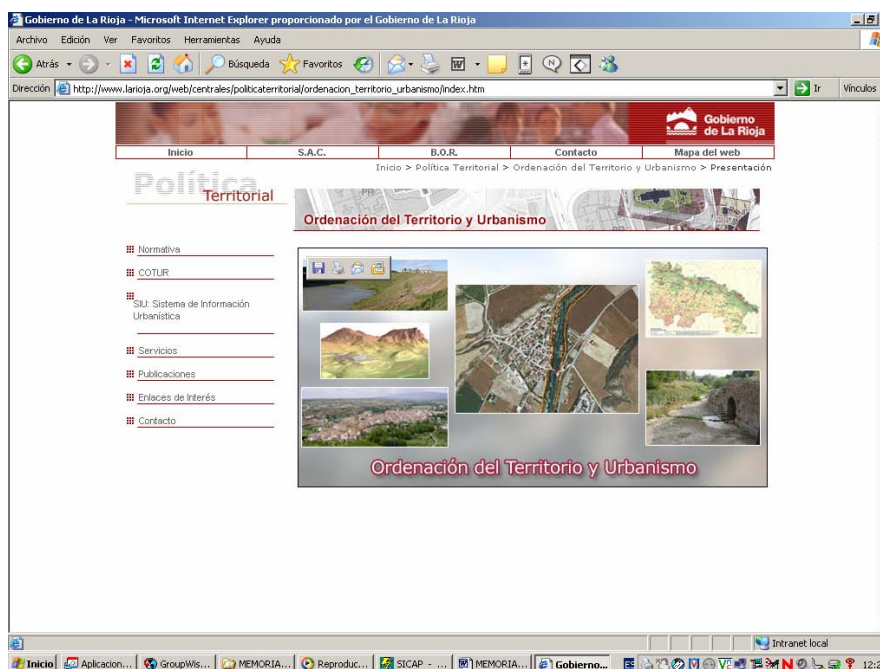 Gobierno de La Rioja - Microsoft Internet Explorer proporcionado por el Gobierno de La Rioja
Archivo Edición Ver Favoritos Herramientas Ayuda
Atrás Búsqueda Favoritos
Dirección http://www.larioja.org/web/centrales/politicaterritorial/ordenacion_territorio_urbanismo/index.htm Ir Vínculos
Gobierno
de La Rioja
Inicio S.A.C. B.O.R. Contacto Mapa del web
Inicio > Política Territorial > Ordenación del Territorio y Urbanismo > Presentación
Política
Territorial
Ordenación del Territorio y Urbanismo
Normativa
COTUR
SIU: Sistema de Información
Urbanística
Servicios
Publicaciones
Enlaces de Interés
Contacto
Ordenación del Territorio y Urbanismo
Intranet local
Inicio Aplicacion... GroupWis... MEMORIA... Reproduc... SICAP - ... MEMORIA... Gobierno...